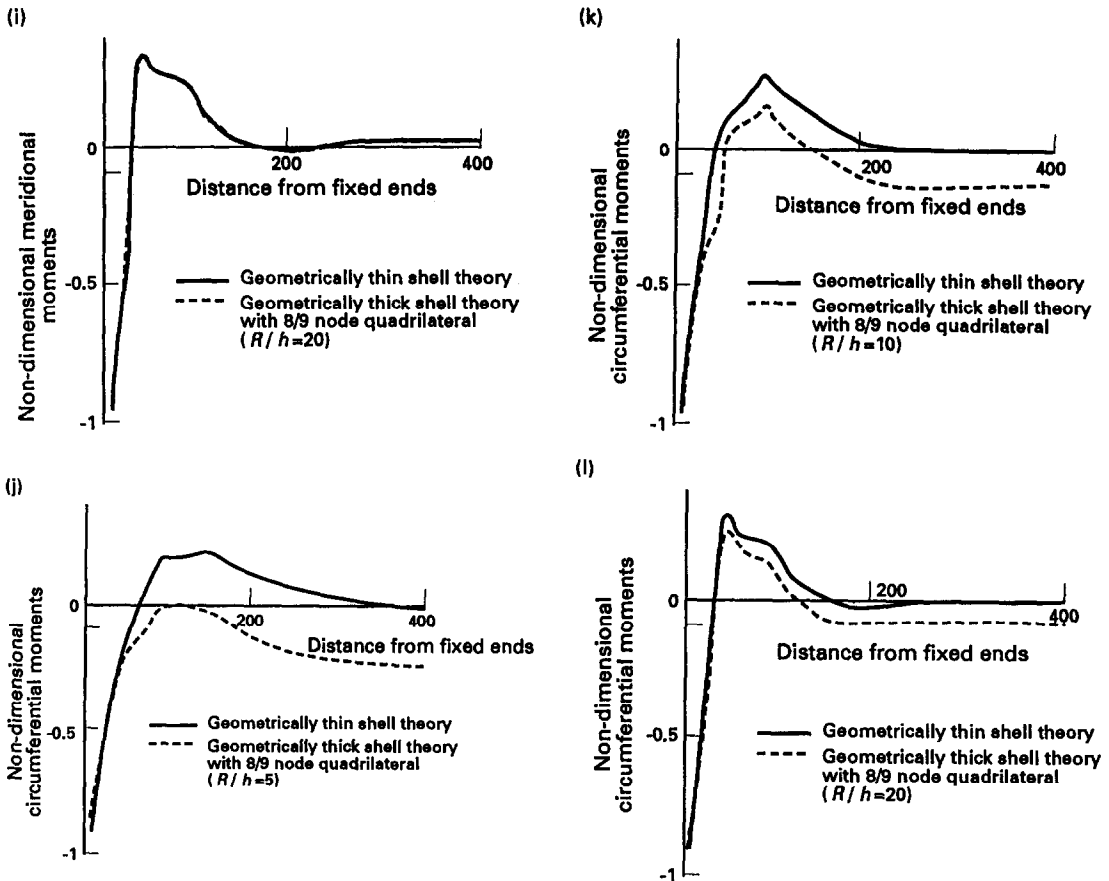 (i)
0
-0.5
-1
200
400
Non-dimensional meridional
moments
Distance from fixed ends
Geometrically thin shell theory
Geometrically thick shell theory
with 8/9 node quadrilateral
(R/h=20)
(k)
0
-0.5
-1
200
400
Non-dimensional
circumferential moments
Distance from fixed ends
Geometrically thin shell theory
Geometrically thick shell theory
with 8/9 node quadrilateral
(R/h=10)
(j)
0
-0.5
-1
200
400
Non-dimensional
circumferential moments
Distance from fixed ends
Geometrically thin shell theory
Geometrically thick shell theory
with 8/9 node quadrilateral
(R/h=5)
(l)
0
-0.5
-1
200
400
Non-dimensional
circumferential moments
Distance from fixed ends
Geometrically thin shell theory
Geometrically thick shell theory
with 8/9 node quadrilateral
(R/h=20)